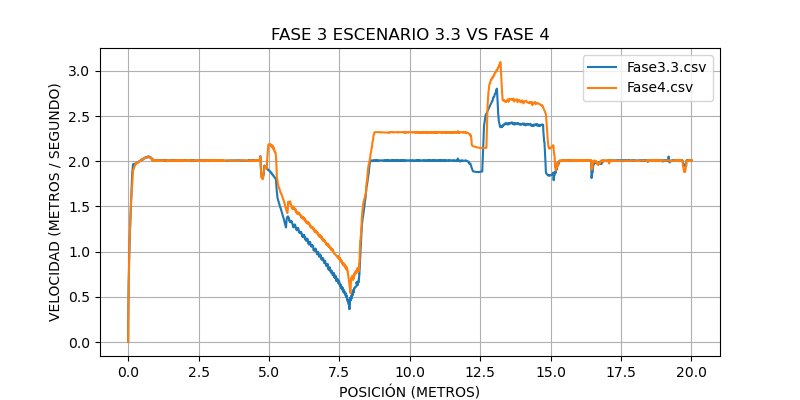 FASE 3 ESCENARIO 3.3 VS FASE 4
Fase3.3.csv
Fase4.csv
VELOCIDAD (METROS / SEGUNDO)
3.0
2.5
2.0
1.5
1.0
0.5
0.0
0.0 2.5 5.0 7.5 10.0 12.5 15.0 17.5 20.0
POSICIÓN (METROS)